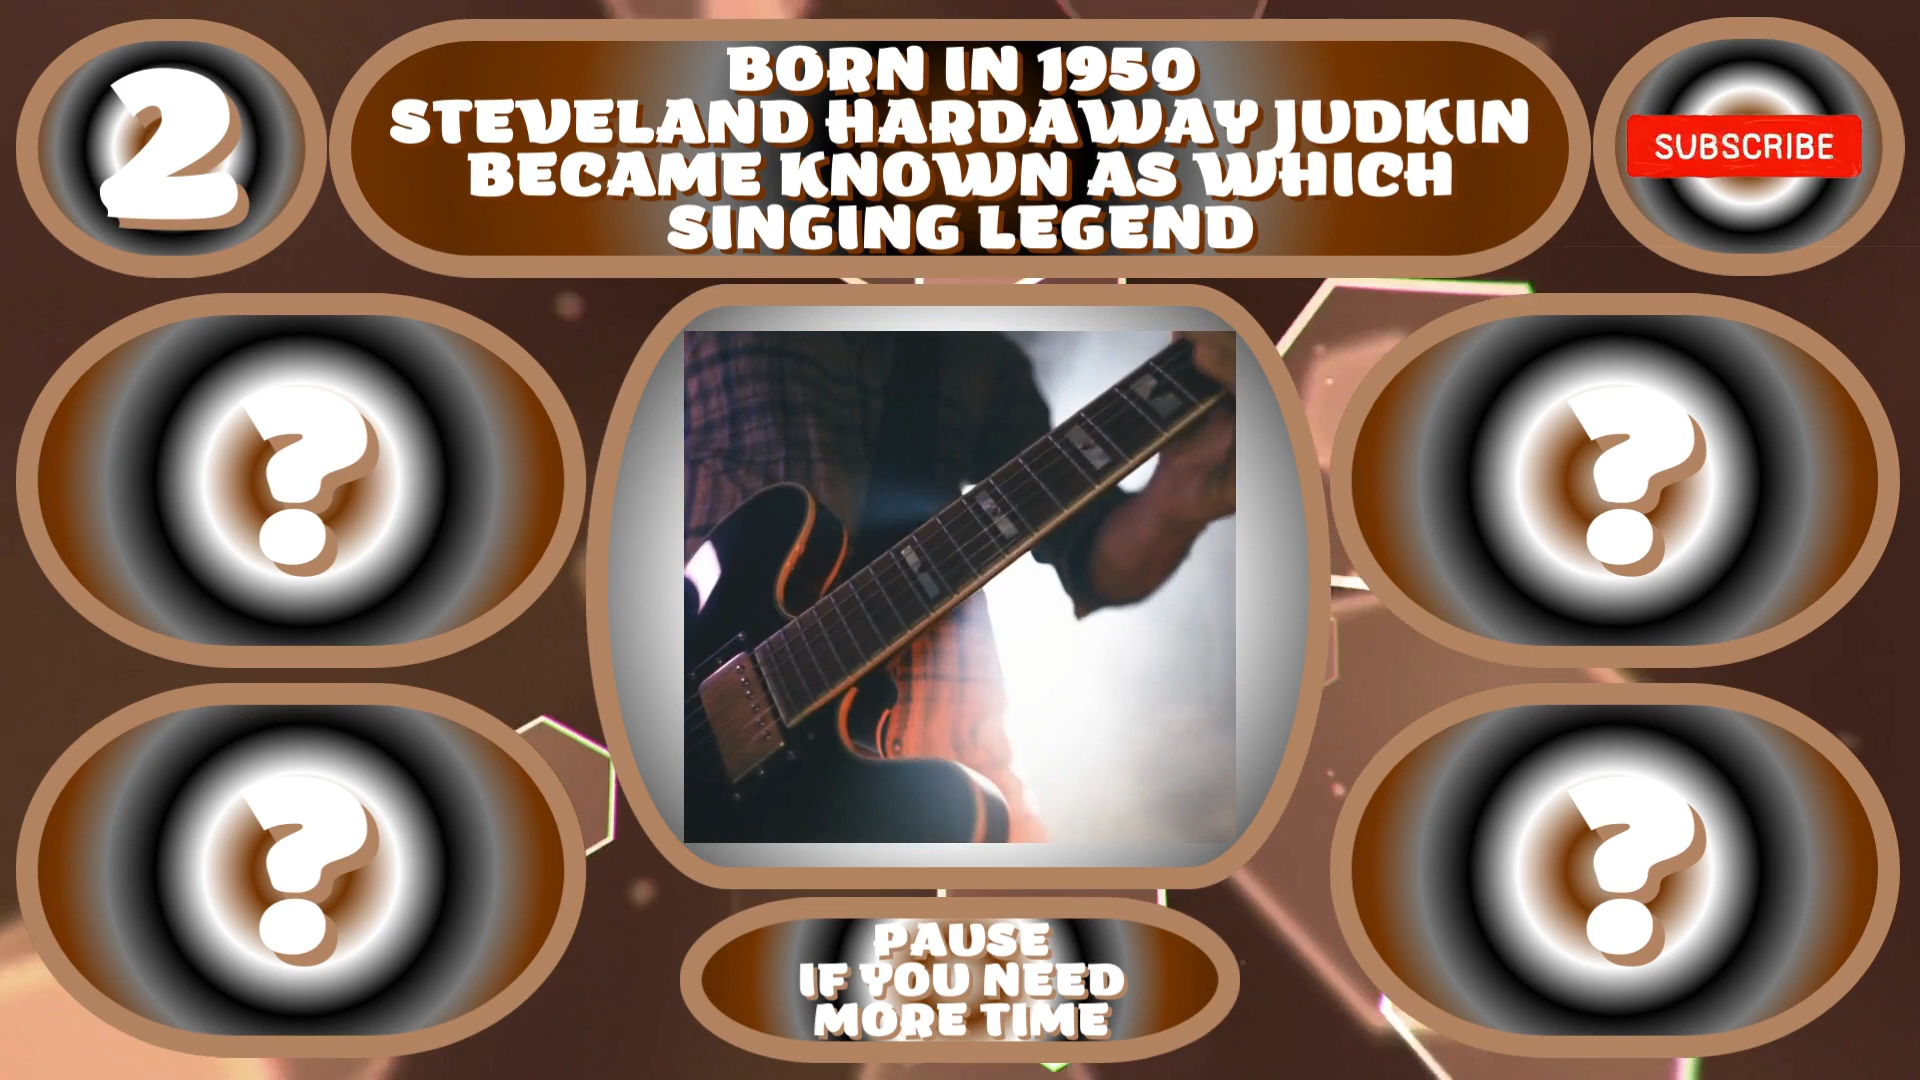 2
BORN IN 1950
STEVELAND HARDAWAY JUDKIN
BECAME KNOWN AS WHICH
SINGING LEGEND
SUBSCRIBE
?
?
?
?
PAUSE
IF YOU NEED
MORE TIME